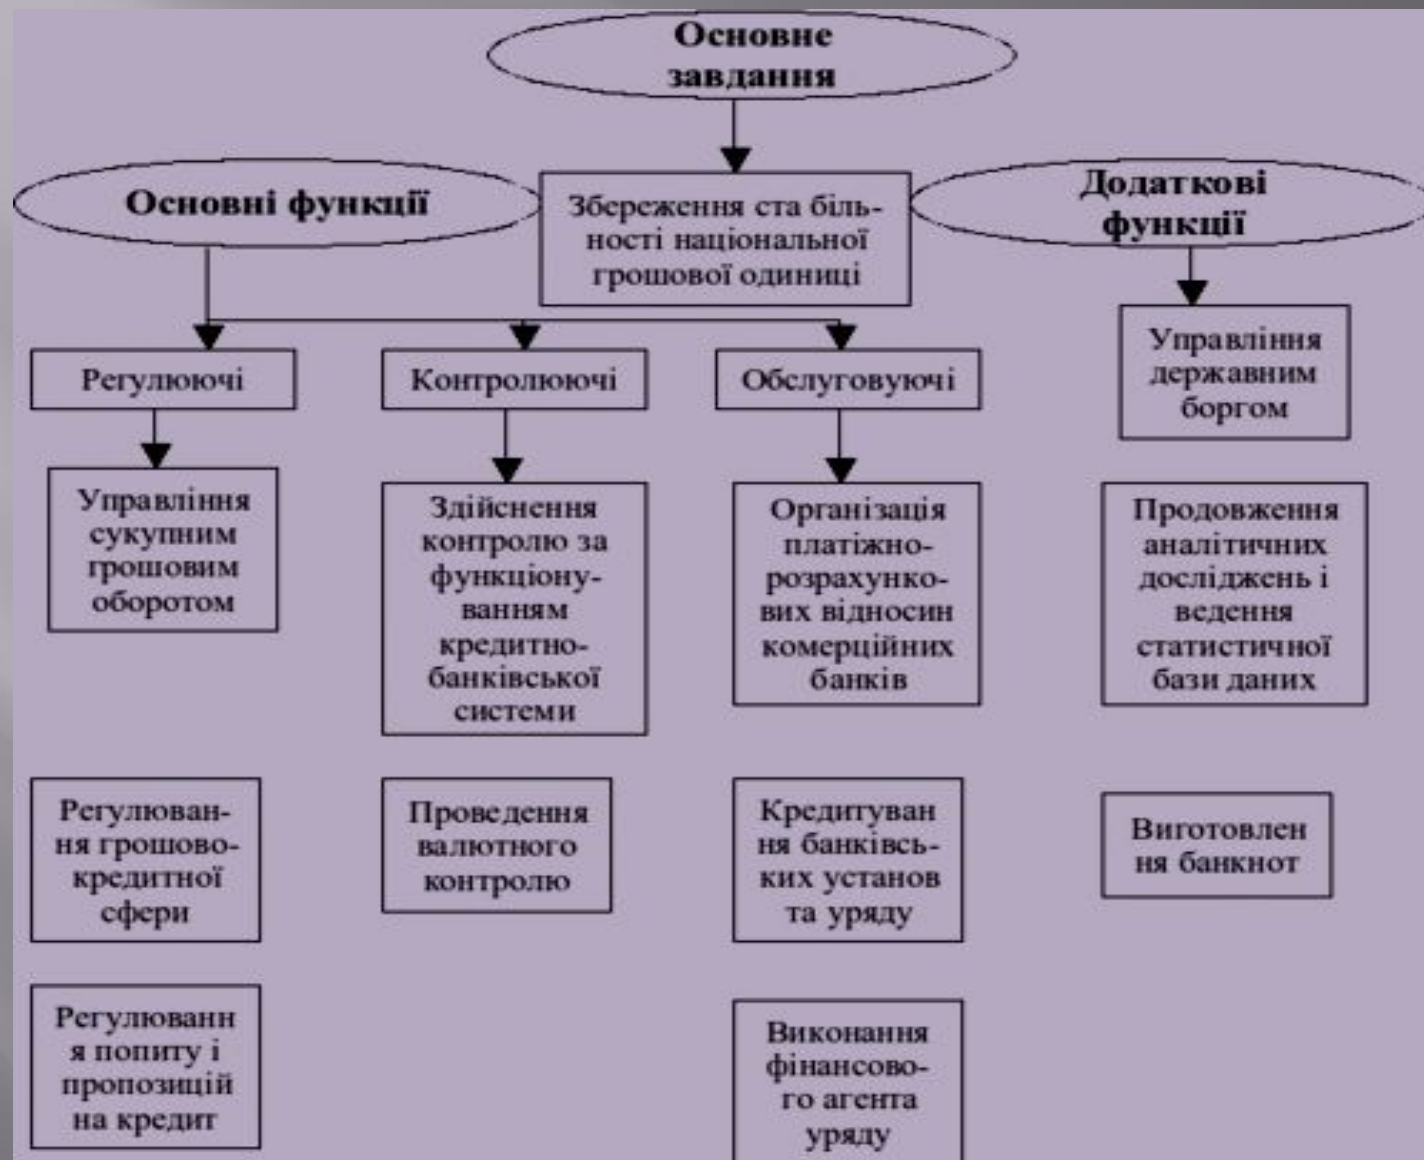 Основне
завдання
Основні функції
Збереження ста біль-
ності національної
грошової одиниці
Додаткові
функції
Регулюючі
Контролюючі
Обслуговуючі
Управління
державним
боргом
Управління
сукупним
грошовим
оборотом
Здійснення
контролю за
функціону-
ванням
кредитно-
банківської
системи
Організація
платіжно-
розрахунко-
вих відносин
комерційних
банків
Продовження
аналітичних
досліджень і
ведення
статистичної
бази даних
Регулюван-
ня грошово-
кредитної
сфери
Проведення
валютного
контролю
Кредитуван
ня банківсь-
ких установ
та уряду
Виготовлен
ня банкнот
Регулюванн
я попиту і
пропозицій
на кредит
Виконання
фінансово-
го агента
уряду